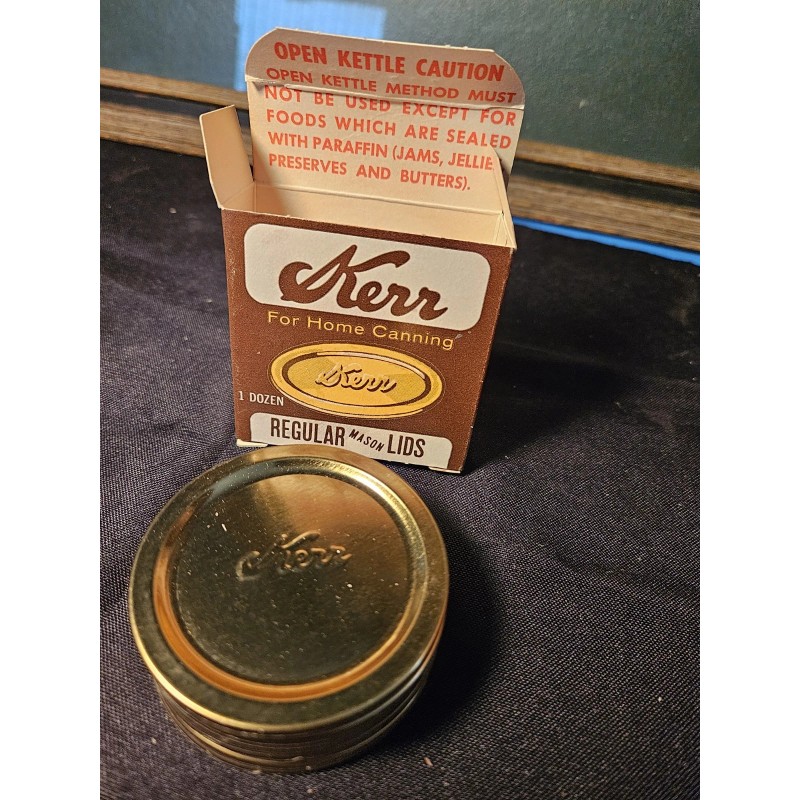 OPEN KETTLE CAUTION
OPEN KETTLE METHOD MUST
NOT BE USED EXCEPT FOR
FOODS WHICH ARE SEALED
WITH PARAFFIN (JAMS, JELLIE
PRESERVES AND BUTTERS).
Kerr
For Home Canning
Kerr
1 DOZEN
REGULAR MASON LIDS
Kerr